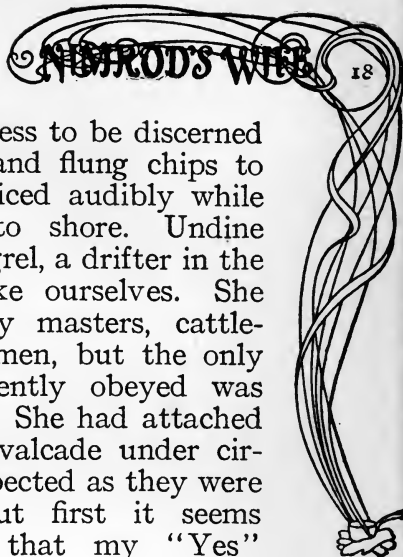 NIMROD'S WIFE 18
ess to be discerned
and flung chips to
iced audibly while
to shore. Undine
grel, a drifter in the
ke ourselves. She
y masters, cattle-
men, but the only
ently obeyed was
She had attached
valcade under cir-
pected as they were
ut first it seems
that my “Yes”